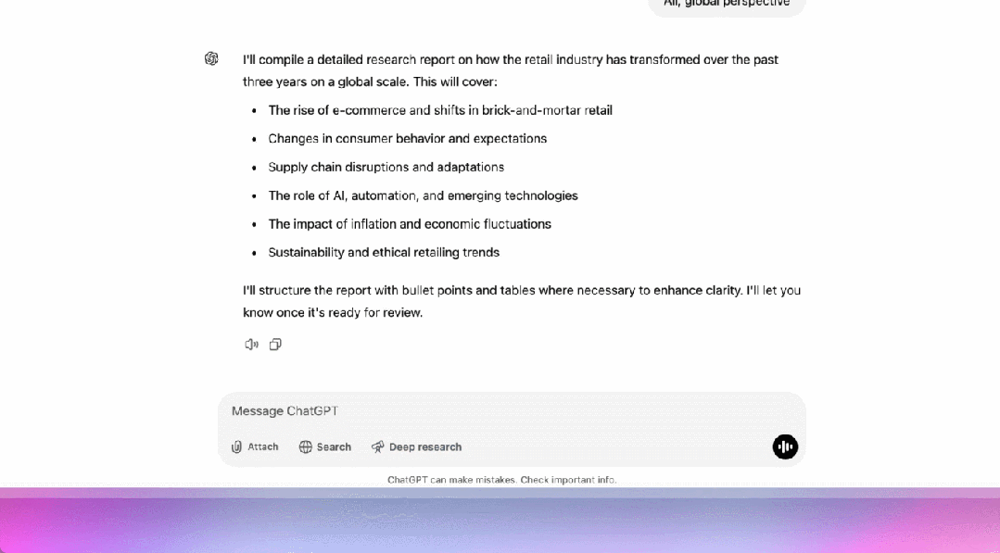 All, global perspective
I'll compile a detailed research report on how the retail industry has transformed over the past
three years on a global scale. This will cover:
• The rise of e-commerce and shifts in brick-and-mortar retail
• Changes in consumer behavior and expectations
• Supply chain disruptions and adaptations
• The role of AI, automation, and emerging technologies
• The impact of inflation and economic fluctuations
• Sustainability and ethical retailing trends
I'll structure the report with bullet points and tables where necessary to enhance clarity. I'll let you
know once it's ready for review.
Message ChatGPT
Attach Search Deep research
ChatGPT can make mistakes. Check important info.